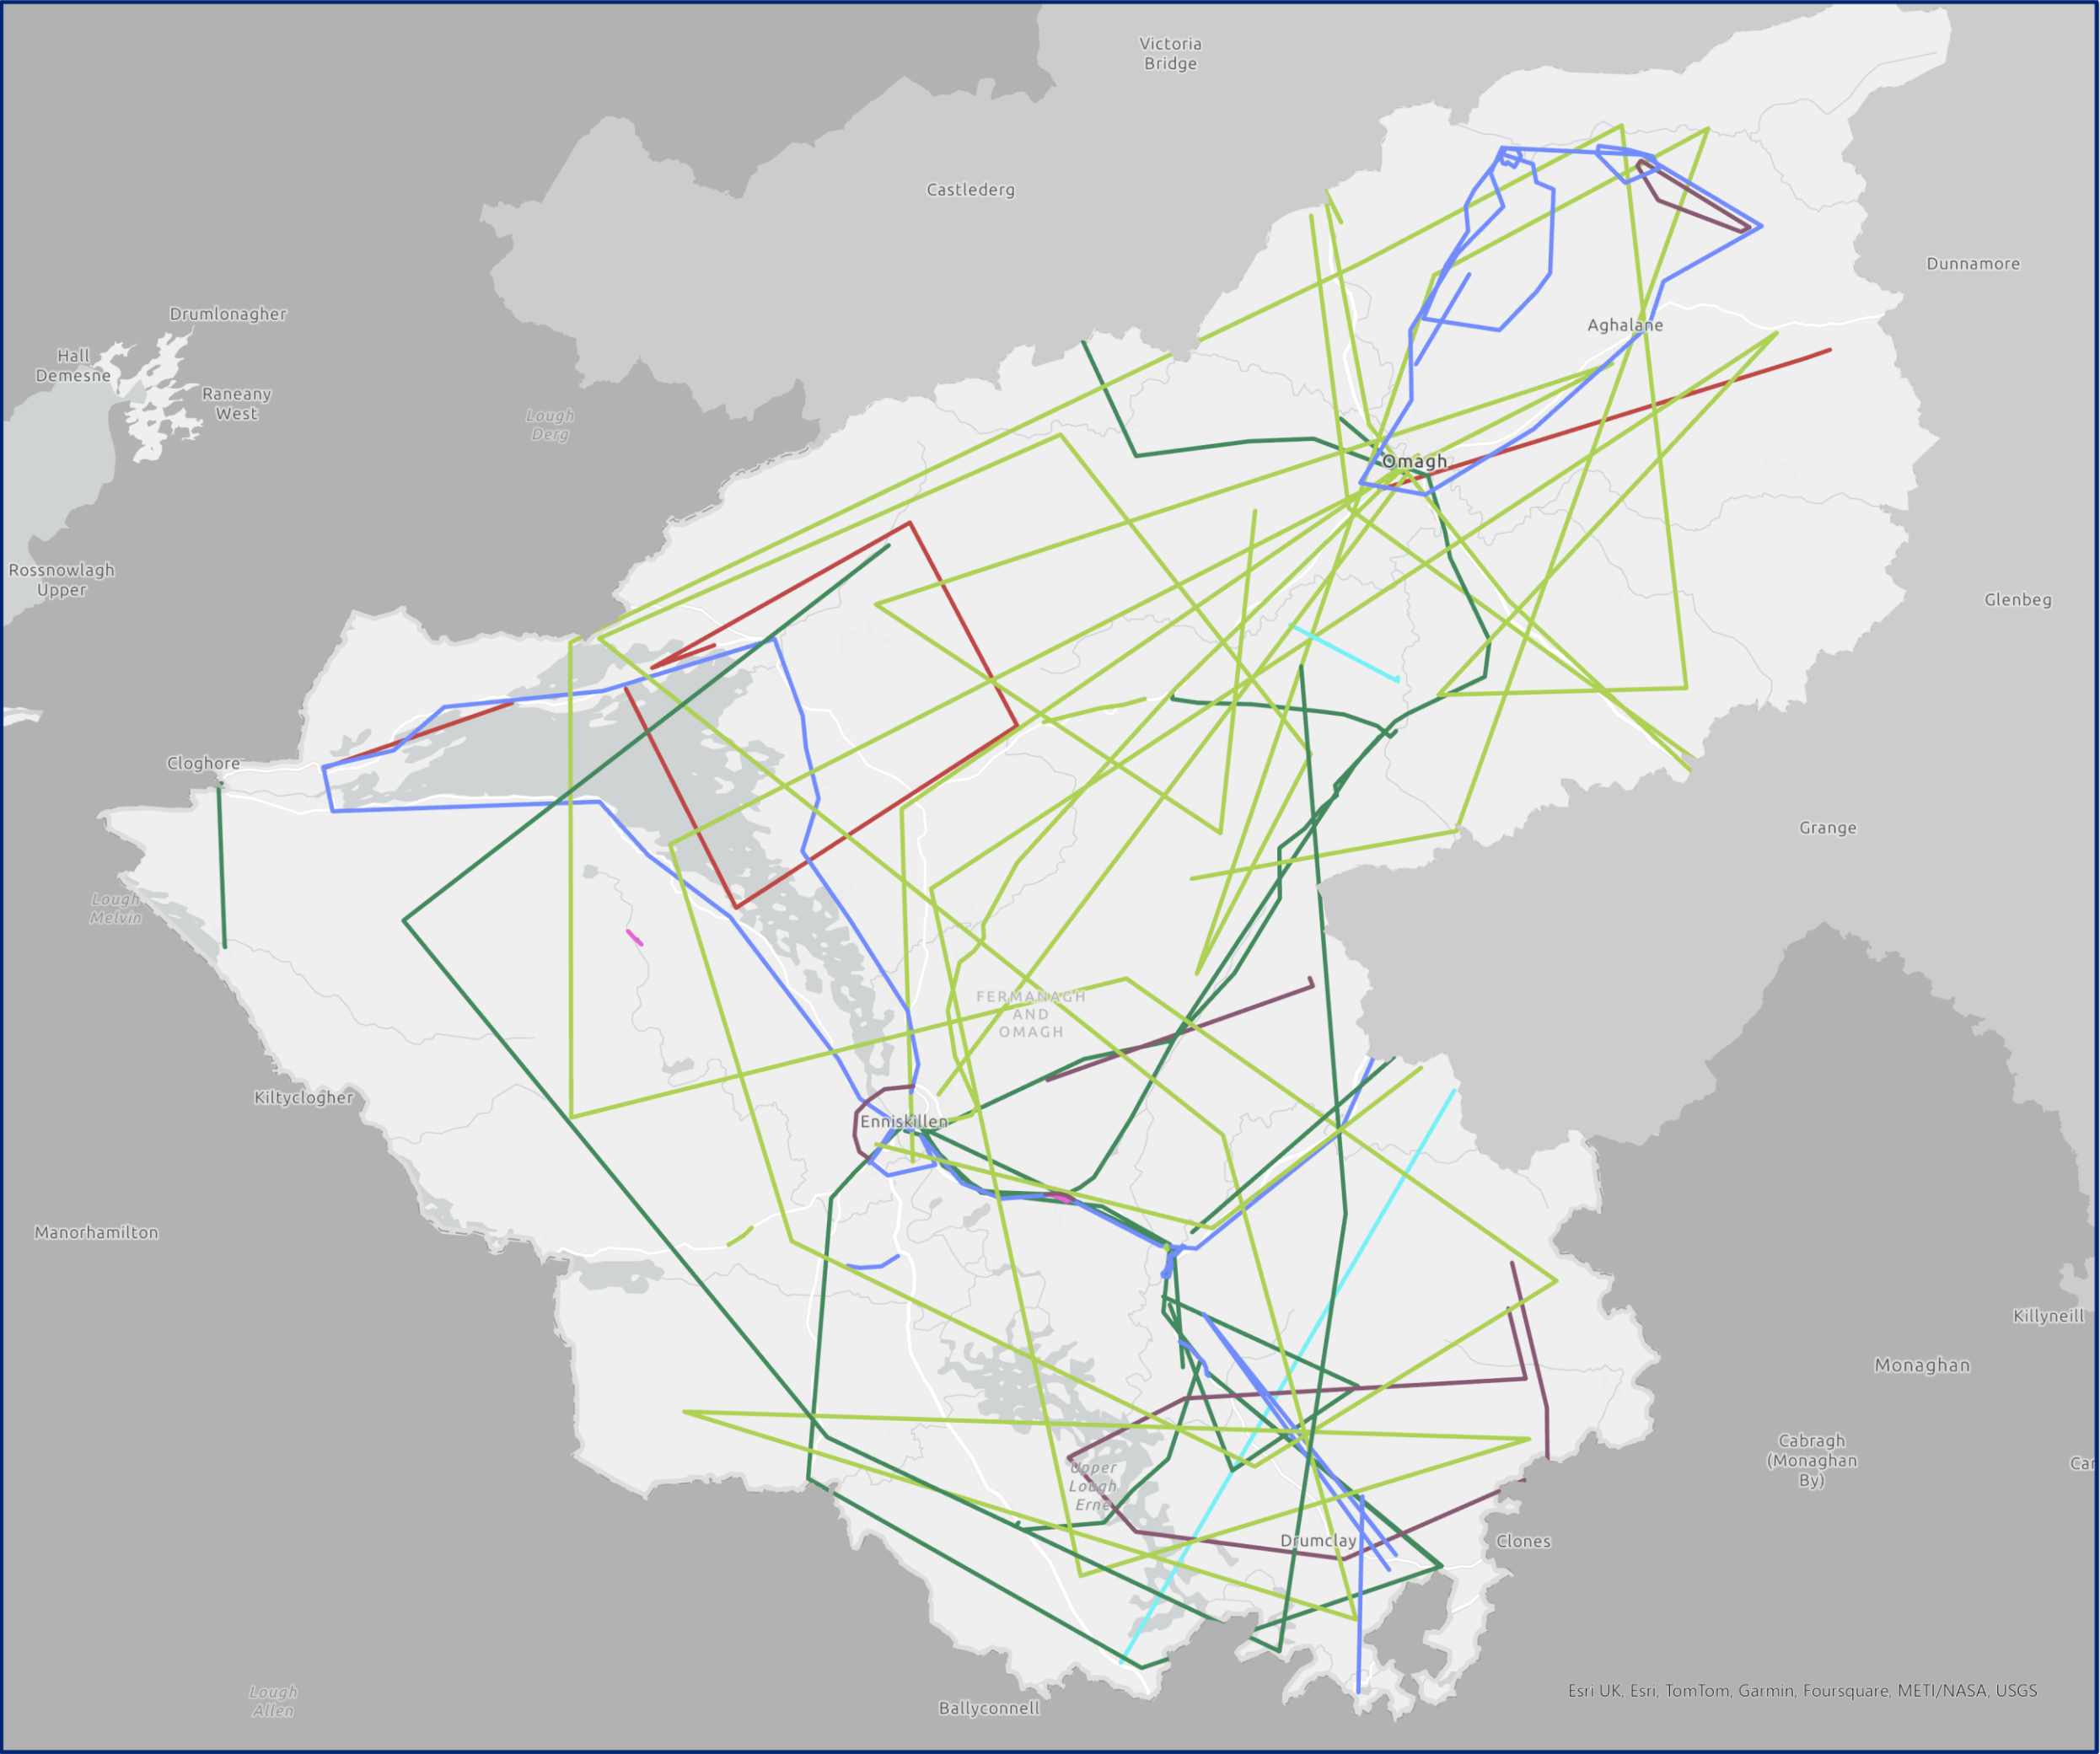 Victoria
Bridge
Castlederg
Dunnamore
Drumlonagher
Aghalane
Hall
Demesne
Raneany
West
Lough
Derg
Omagh
Rossnowlagh
Upper
Glenbeg
Cloghore
Grange
Lough
Melvin
FERMANAGH
AND
OMAGH
Kiltyclogher
Enniskillen
Manorhamilton
Killyneill
Monaghan
Cabragh
(Monaghan
By)
Car
Upper
Lough
Erne
Drumclay
Clones
Lough
Allen
Ballyconnell
Esri UK, Esri, TomTom, Garmin, Foursquare, METI/NASA, USGS